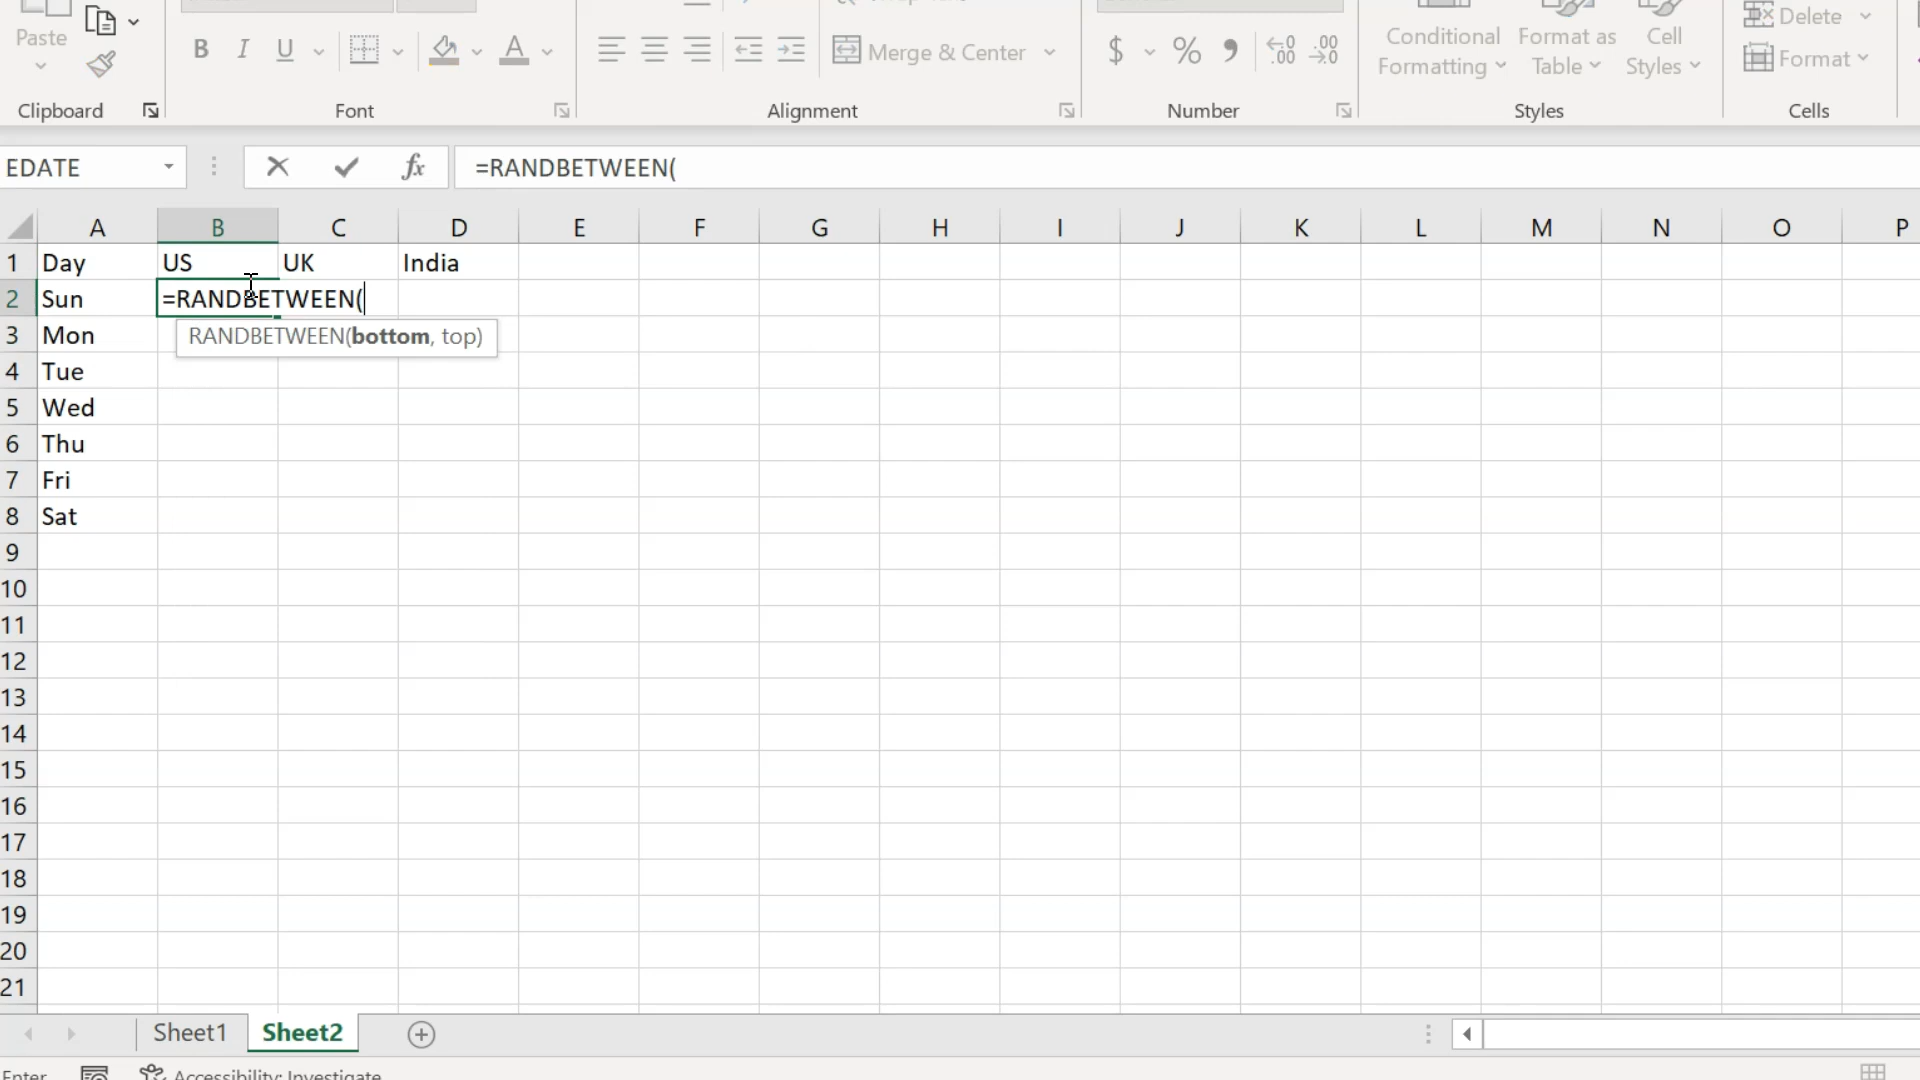 Paste
B I U A
Merge & Center
$ % .00 .00
Conditional Formatting
Format as Table
Cell Styles
Delete
Format
Clipboard Font Alignment Number Styles Cells
EDATE fx =RANDBETWEEN(
A B C D E F G H I J K L M N O P
1 Day US UK India
2 Sun =RANDBETWEEN(
3 Mon RANDBETWEEN(bottom, top)
4 Tue
5 Wed
6 Thu
7 Fri
8 Sat
9
10
11
12
13
14
15
16
17
18
19
20
21
Sheet1 Sheet2
Enter Accessibility: Investigate